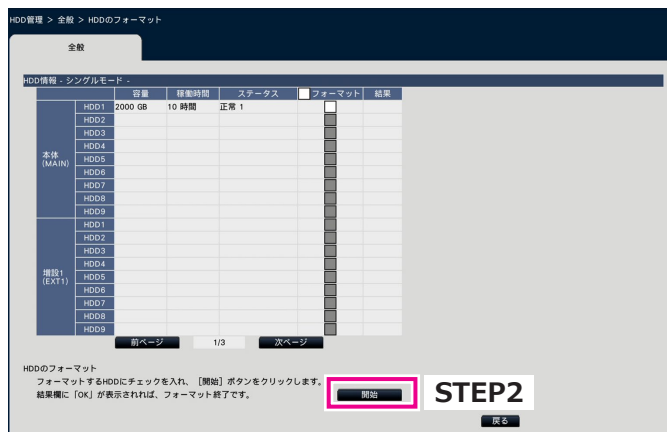 HDD管理 > 全般 > HDDのフォーマット
全般
HDD情報 - シングルモード -
容量 稼働時間 ステータス フォーマット 結果
本体
(MAIN)
HDD1 2000 GB 10 時間 正常 1
HDD2
HDD3
HDD4
HDD5
HDD6
HDD7
HDD8
HDD9
増設1
(EXT1)
HDD1
HDD2
HDD3
HDD4
HDD5
HDD6
HDD7
HDD8
HDD9
前ページ 1/3 次ページ
HDDのフォーマット
フォーマットするHDDにチェックを入れ、［開始］ボタンをクリックします。
結果欄に「OK」が表示されれば、フォーマット終了です。
開始 STEP2
戻る